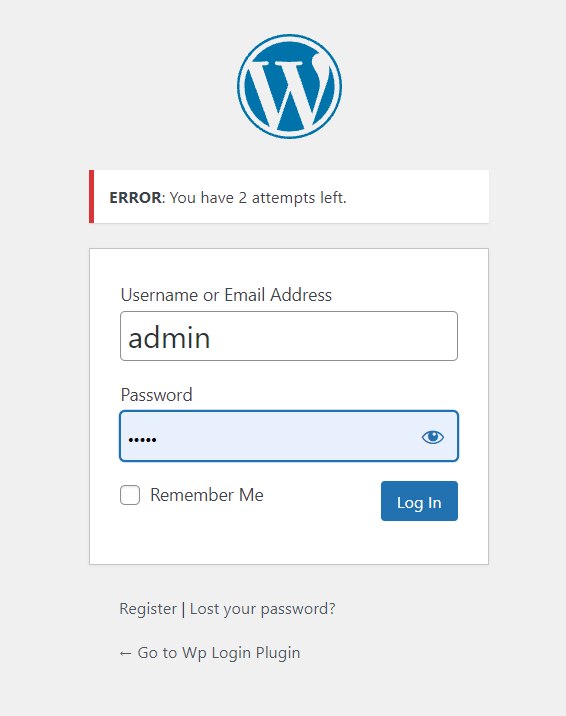 ERROR: You have 2 attempts left.
Username or Email Address
admin
Password
•••••
Remember Me
Log In
Register | Lost your password?
← Go to Wp Login Plugin